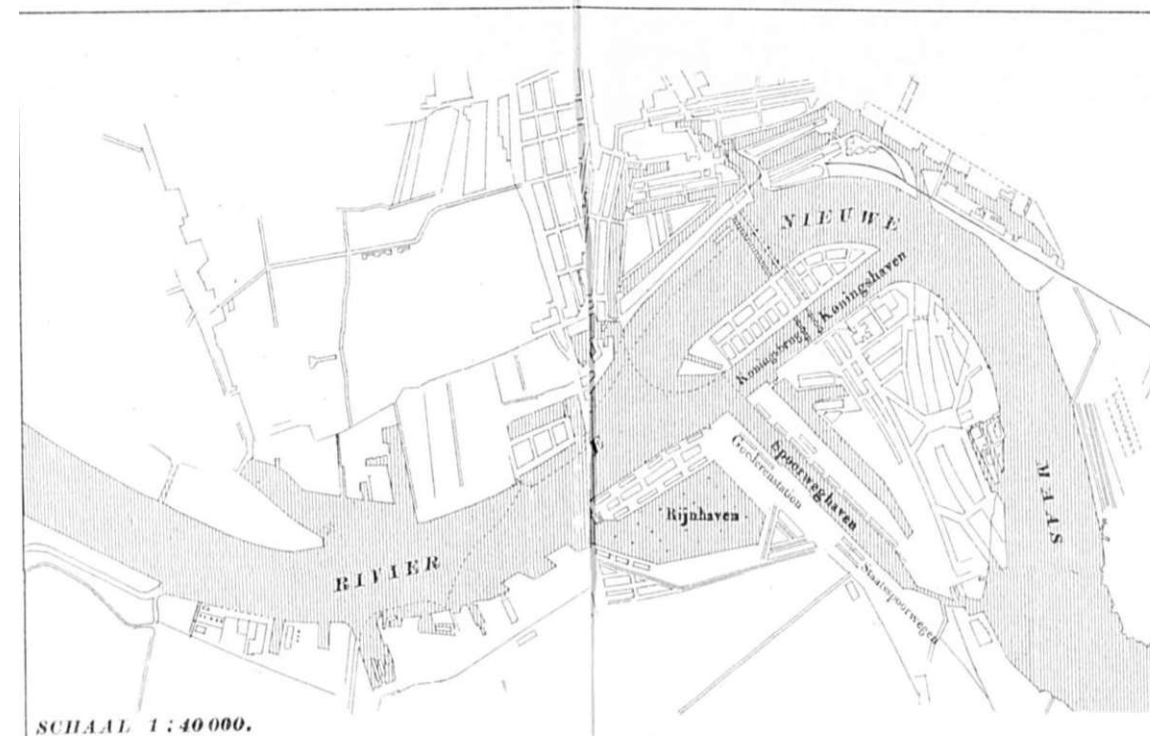 NIEUWE
Koningshaven
Koningsbrug
E
Goederenstation
Spoorweghaven
Rijnhaven
MAAS
RIVIER
Staatsspoorwegen
SCHAAL 1:40000.